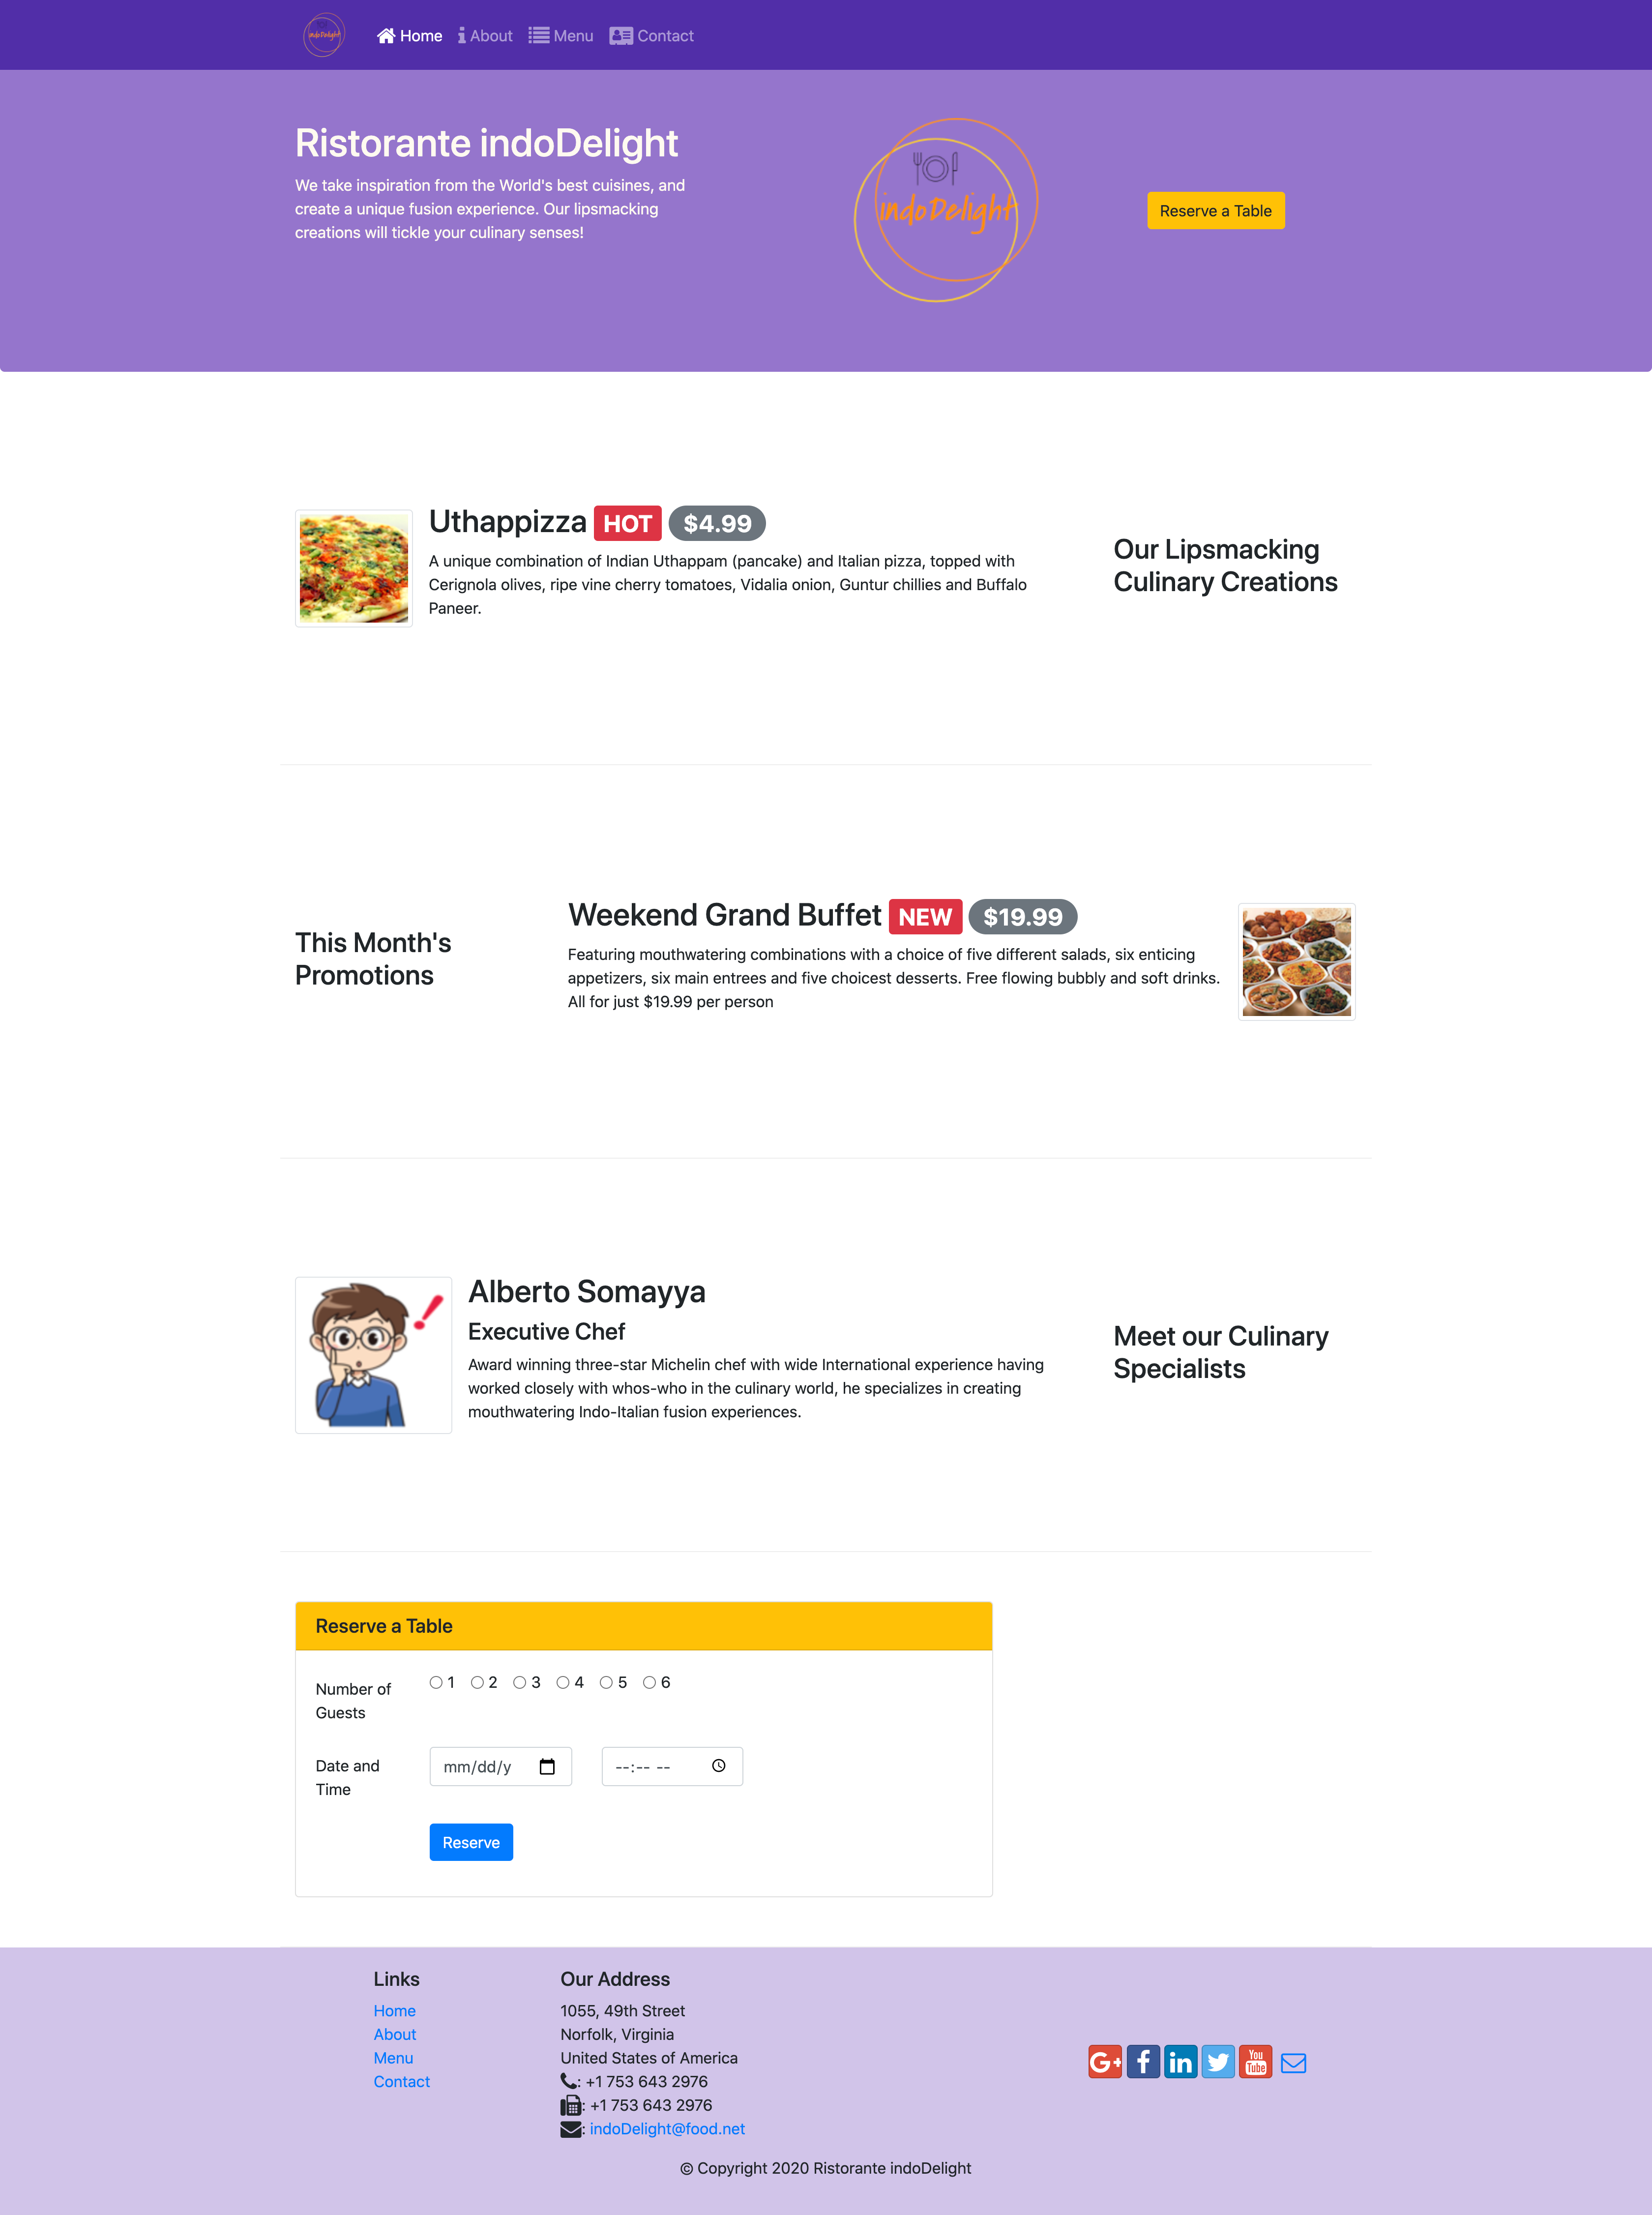 indoDelight
Home About Menu Contact
Ristorante indoDelight
We take inspiration from the World's best cuisines, and
create a unique fusion experience. Our lipsmacking
creations will tickle your culinary senses!
indoDelight
Reserve a Table
Uthappizza HOT $4.99
A unique combination of Indian Uthappam (pancake) and Italian pizza, topped with
Cerignola olives, ripe vine cherry tomatoes, Vidalia onion, Guntur chillies and Buffalo
Paneer.
Our Lipsmacking
Culinary Creations
This Month's
Promotions
Weekend Grand Buffet NEW $19.99
Featuring mouthwatering combinations with a choice of five different salads, six enticing
appetizers, six main entrees and five choicest desserts. Free flowing bubbly and soft drinks.
All for just $19.99 per person
Alberto Somayya
Executive Chef
Award winning three-star Michelin chef with wide International experience having
worked closely with whos-who in the culinary world, he specializes in creating
mouthwatering Indo-Italian fusion experiences.
Meet our Culinary
Specialists
Reserve a Table
Number of
Guests
1 2 3 4 5 6
Date and
Time
mm/dd/y
--:-- --
Reserve
Links
Home
About
Menu
Contact
Our Address
1055, 49th Street
Norfolk, Virginia
United States of America
: +1 753 643 2976
: +1 753 643 2976
: indoDelight@food.net
G+ f in You Tube
© Copyright 2020 Ristorante indoDelight